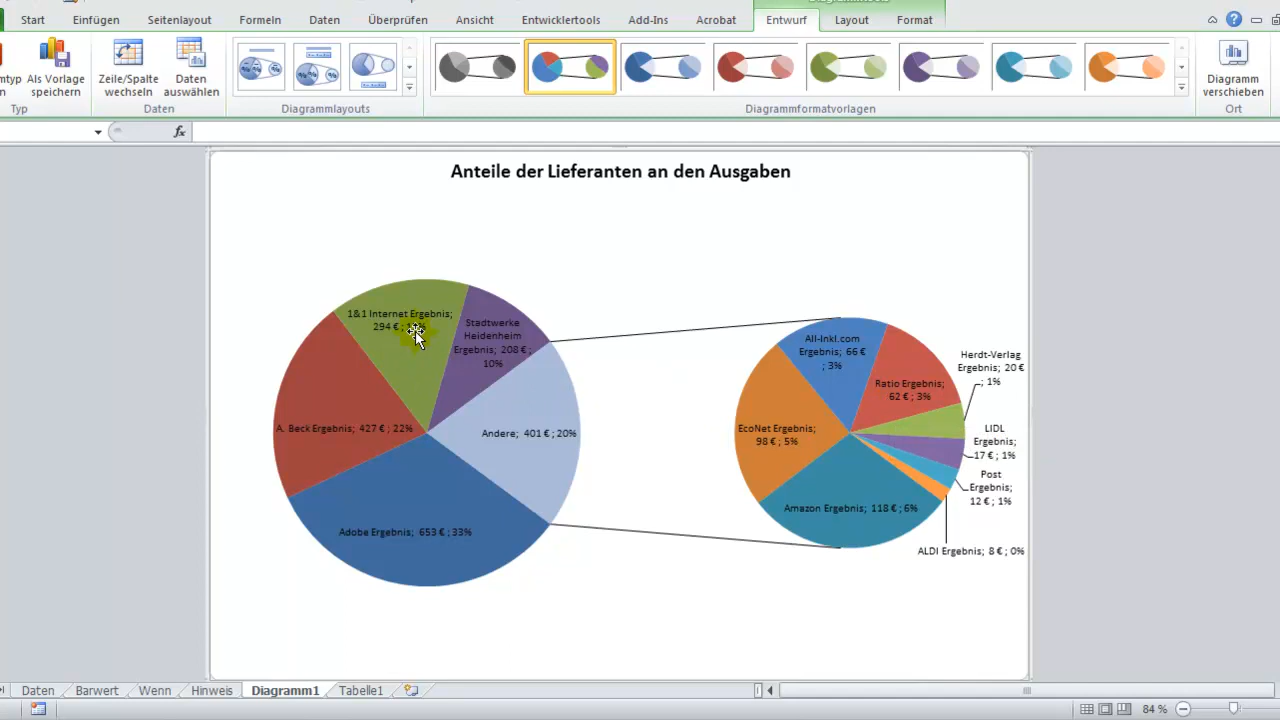 Start Einfügen Seitenlayout Formeln Daten Überprüfen Ansicht Entwicklertools Add-Ins Acrobat Entwurf Layout Format
Als Vorlage
speichern
Typ
Zeile/Spalte
wechseln
Daten
auswählen
Daten
Diagrammlayouts
Diagrammformatvorlagen
Diagramm
verschieben
Ort
fx
Anteile der Lieferanten an den Ausgaben
1&1 Internet Ergebnis;
294 € ;
Stadtwerke
Heidenheim
Ergebnis; 208 € ;
10%
A. Beck Ergebnis; 427 € ; 22%
Andere; 401 € ; 20%
Adobe Ergebnis; 653 € ; 33%
All-Inkl.com
Ergebnis; 66 €
; 3%
Ratio Ergebnis;
62 € ; 3%
Herdt-Verlag
Ergebnis; 20 €
; 1%
EcoNet Ergebnis;
98 € ; 5%
LIDL
Ergebnis;
17 € ; 1%
Post
Ergebnis;
12 € ; 1%
Amazon Ergebnis; 118 € ; 6%
ALDI Ergebnis; 8 € ; 0%
Daten Barwert Wenn Hinweis Diagramm1 Tabelle1
84 %